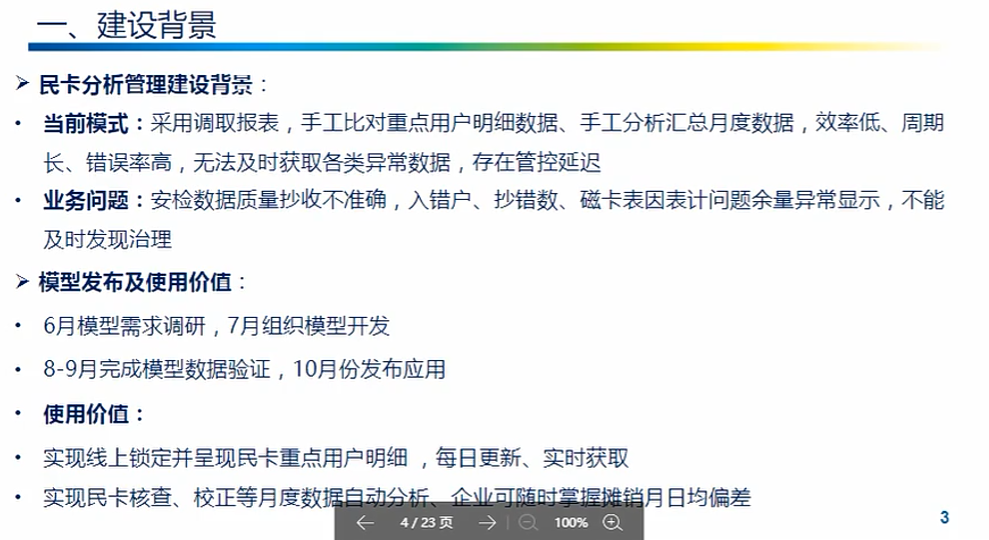 一、建设背景
➢ 民卡分析管理建设背景：
• 当前模式：采用调取报表，手工比对重点用户明细数据、手工分析汇总月度数据，效率低、周期
长、错误率高，无法及时获取各类异常数据，存在管控延迟
• 业务问题：安检数据质量抄收不准确，入错户、抄错数、磁卡表因表计问题余量异常显示，不能
及时发现治理
➢ 模型发布及使用价值：
• 6月模型需求调研，7月组织模型开发
• 8-9月完成模型数据验证，10月份发布应用
• 使用价值：
• 实现线上锁定并呈现民卡重点用户明细 ，每日更新、实时获取
• 实现民卡核查、校正等月度数据自动分析、企业可随时掌握摊销月日均偏差
4 / 23 页 100%
3